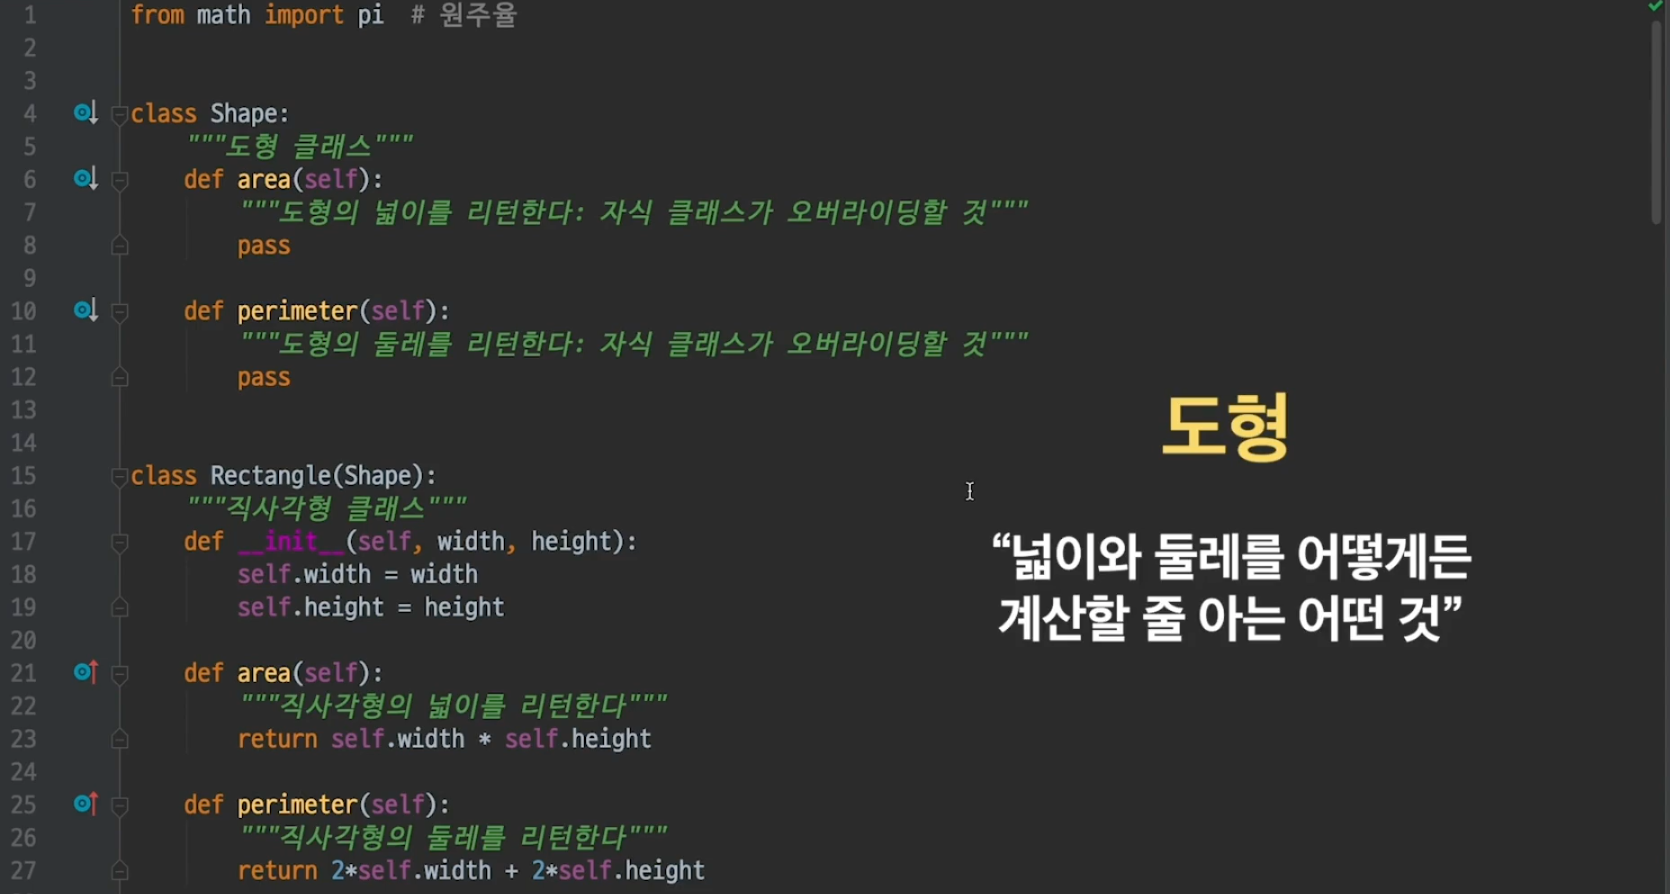 1 from math import pi  # 원주율
2
3
4 class Shape:
5     """도형 클래스"""
6     def area(self):
7         """도형의 넓이를 리턴한다: 자식 클래스가 오버라이딩할 것"""
8         pass
9
10     def perimeter(self):
11         """도형의 둘레를 리턴한다: 자식 클래스가 오버라이딩할 것"""
12         pass
13
14
15 class Rectangle(Shape):
16     """직사각형 클래스"""
17     def __init__(self, width, height):
18         self.width = width
19         self.height = height
20
21     def area(self):
22         """직사각형의 넓이를 리턴한다"""
23         return self.width * self.height
24
25     def perimeter(self):
26         """직사각형의 둘레를 리턴한다"""
27         return 2*self.width + 2*self.height
도형
“넓이와 둘레를 어떻게든
계산할 줄 아는 어떤 것”